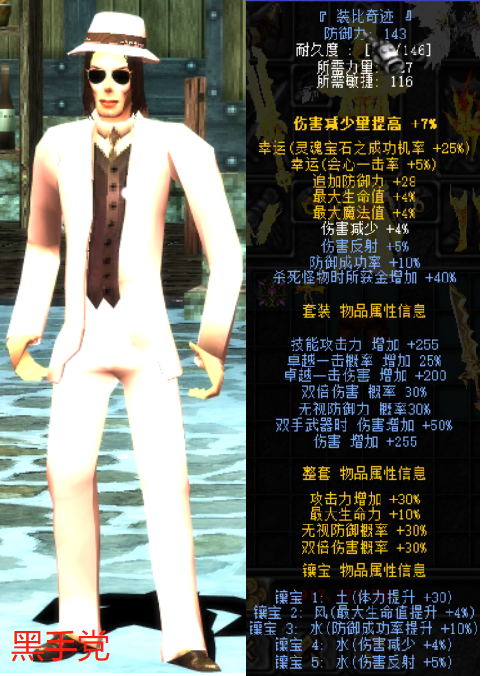 『 装比奇迹 』
防御力: 143
耐久度 : [ /146]
所需力量 7
所需敏捷: 116
伤害减少量提高 +7%
幸运(灵魂宝石之成功机率 +25%)
幸运(会心一击率 +5%)
追加防御力 +28
最大生命值 +4%
最大魔法值 +4%
伤害减少 +4%
伤害反射 +5%
防御成功率 +10%
杀死怪物时所获金增加 +40%
套装 物品属性信息
技能攻击力 增加 +255
卓越一击概率 增加 25%
卓越一击伤害 增加 +200
双倍伤害 概率 30%
无视防御力 概率30%
双手武器时 伤害增加 +50%
伤害 增加 +255
整套 物品属性信息
攻击力增加 +30%
最大生命力 +10%
无视防御概率 +30%
双倍伤害概率 +30%
镶宝 物品属性信息
镶宝 1: 土(体力提升 +30)
镶宝 2: 风(最大生命值提升 +4%)
镶宝 3: 水(防御成功率提升 +10%)
镶宝 4: 水(伤害减少 +4%)
镶宝 5: 水(伤害反射 +5%)
黑手党